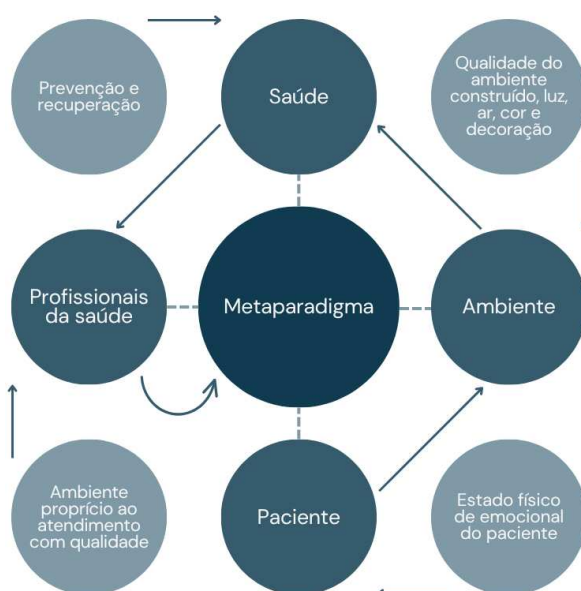 Prevenção e
recuperação
Saúde
Qualidade do
ambiente
construído, luz,
ar, cor e
decoração
Profissionais
da saúde
Metaparadigma
Ambiente
Ambiente
proprício ao
atendimento
com qualidade
Paciente
Estado físico
de emocional
do paciente